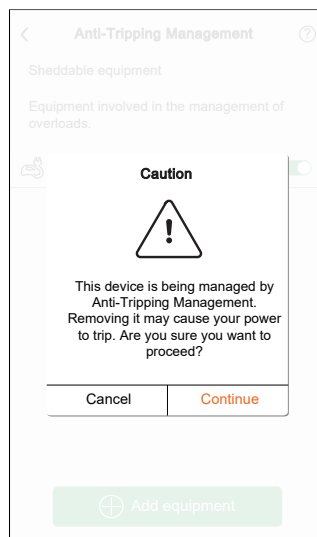 Anti-Tripping Management
Sheddable equipment
Equipment involved in the management of
overloads.
Caution
This device is being managed by
Anti-Tripping Management.
Removing it may cause your power
to trip. Are you sure you want to
proceed?
Cancel
Continue
Add equipment